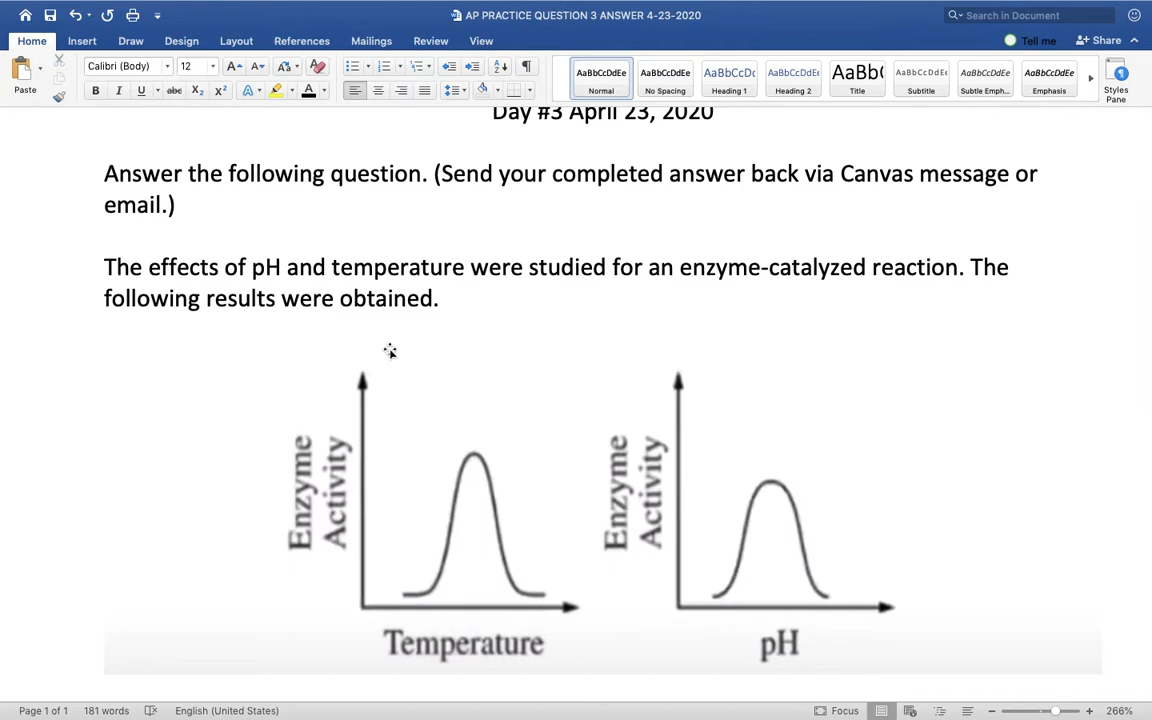 AP PRACTICE QUESTION 3 ANSWER 4-23-2020
Search in Document
Home Insert Draw Design Layout References Mailings Review View Tell me Share
Paste Calibri (Body) 12 B I U abc X₂ X² A A
AaBbCcDdEe AaBbCcDdEe AaBbCcDc AaBbCcDdEe AaBb( AaBbCcDdEe AaBbCcDdEe AaBbCcDdEe
Normal No Spacing Heading 1 Heading 2 Title Subtitle Subtle Emph... Emphasis Styles Pane
Day #3 April 23, 2020
Answer the following question. (Send your completed answer back via Canvas message or
email.)
The effects of pH and temperature were studied for an enzyme-catalyzed reaction. The
following results were obtained.
Enzyme
Activity
Temperature
Enzyme
Activity
pH
Page 1 of 1 181 words English (United States) Focus 266%